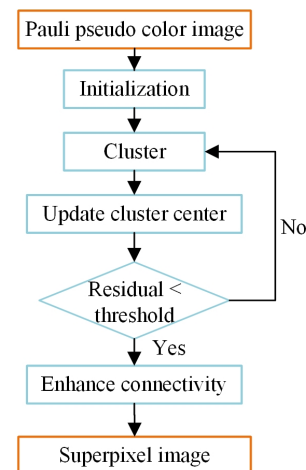 Pauli pseudo color image
Initialization
Cluster
Update cluster center
No
Residual <
threshold
Yes
Enhance connectivity
Superpixel image